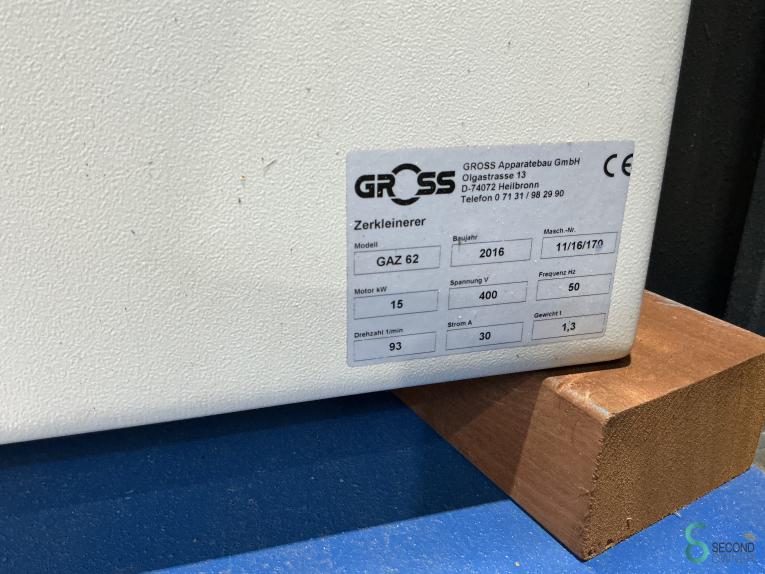 GROSS
GROSS Apparatebau GmbH
Olgastrasse 13
D-74072 Heilbronn
Telefon 0 71 31 / 98 29 90
CE
Zerkleinerer
Modell Baujahr Masch.-Nr.
GAZ 62 2016 11/16/170
Motor kW Spannung V Frequenz Hz
15 400 50
Drehzahl 1/min Strom A Gewicht t
93 30 1,3
SECOND